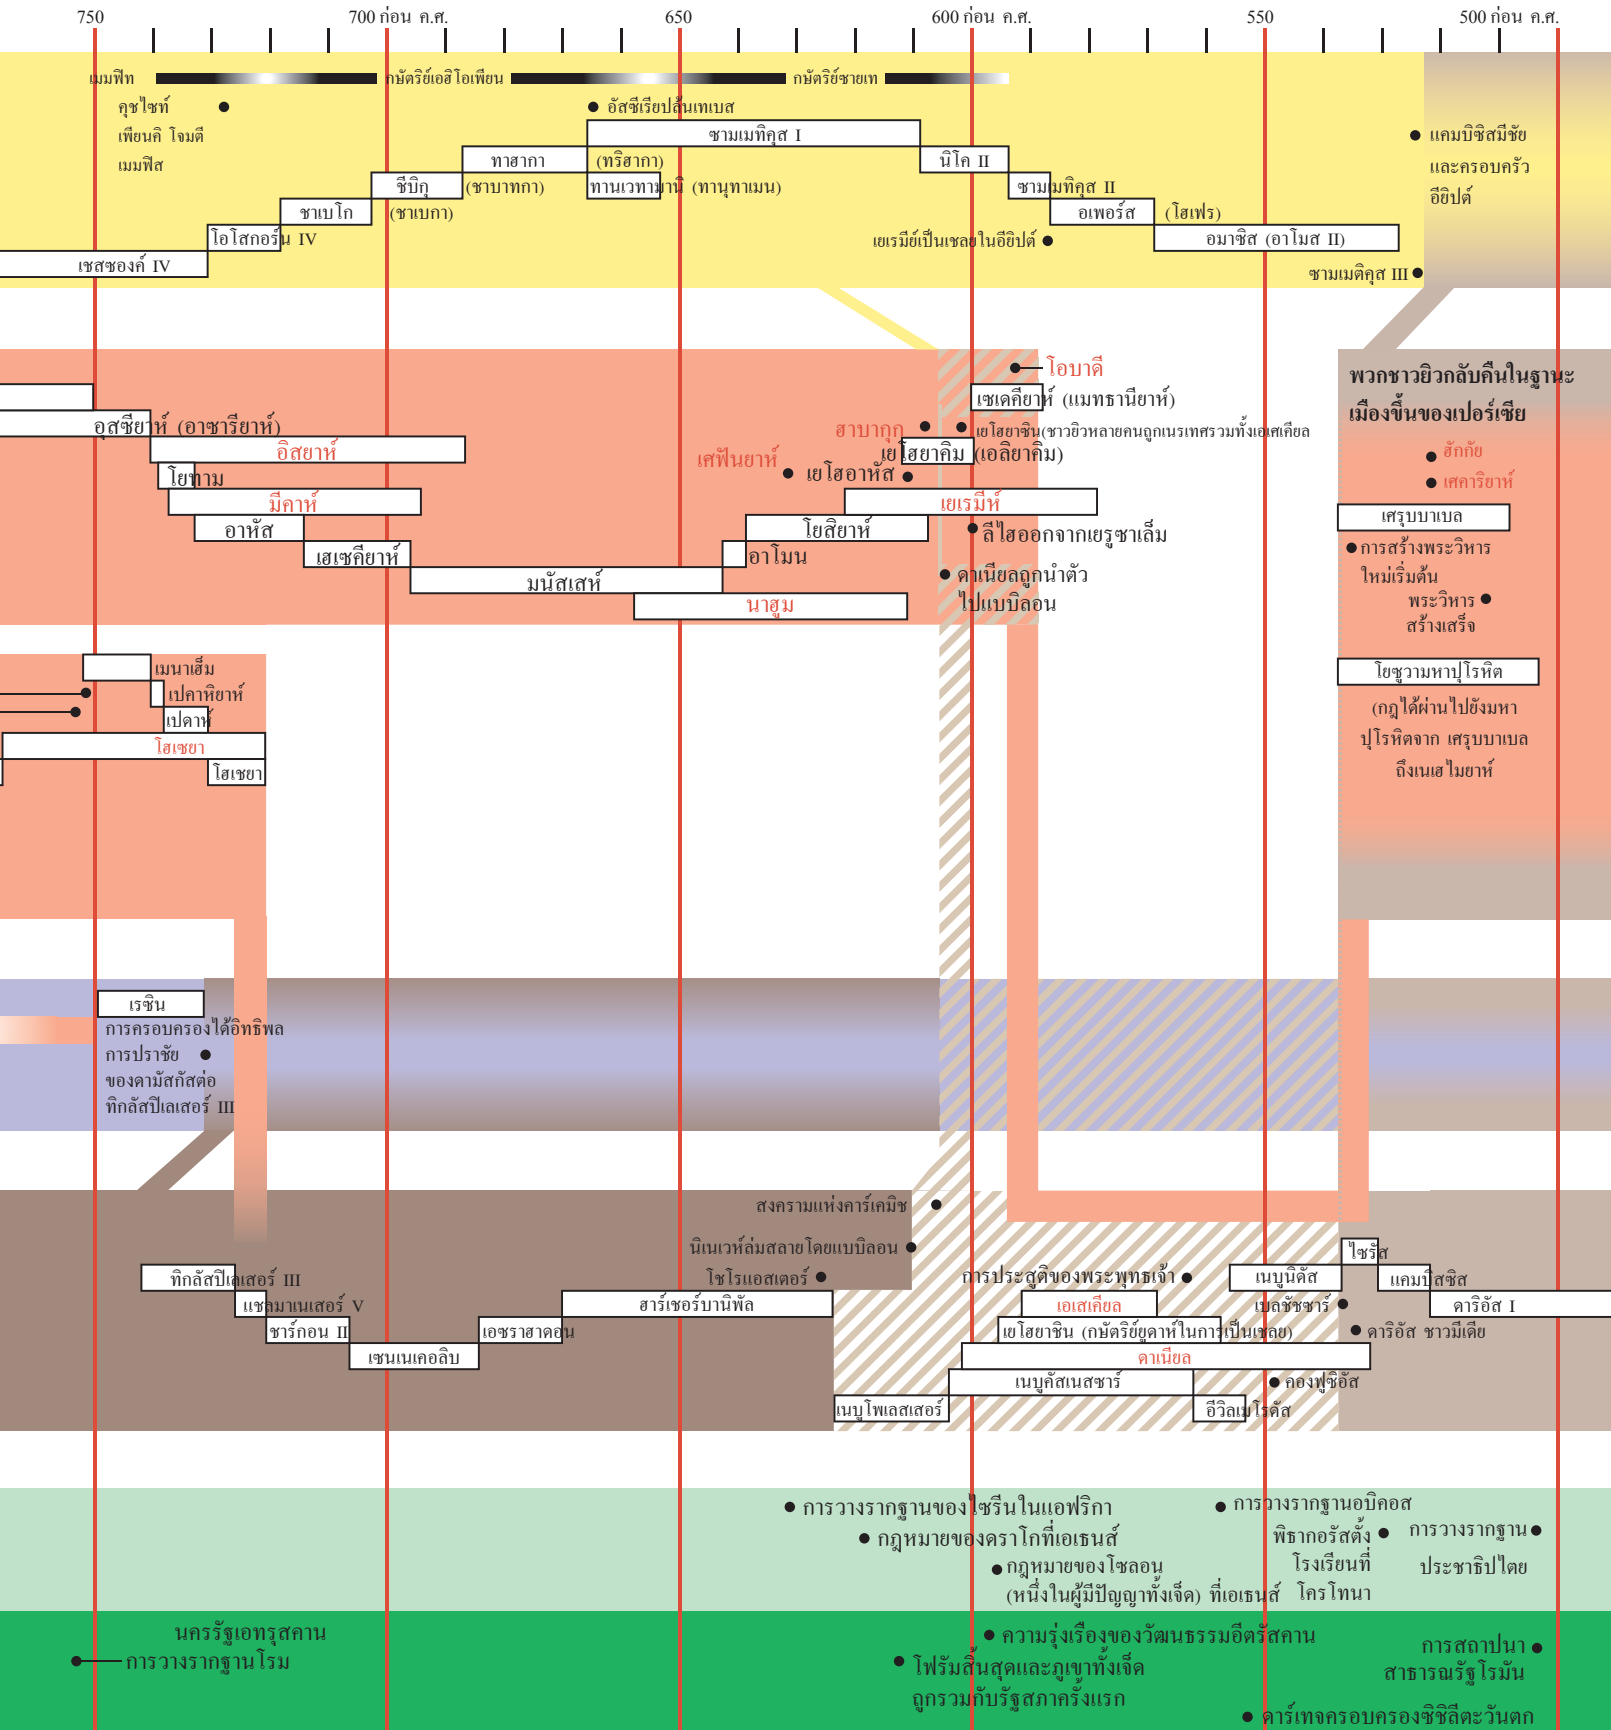 750
700 ก่อน ค.ศ.
650
600 ก่อน ค.ศ.
550
500 ก่อน ค.ศ.
เมมฟิท
กษัตริย์เอธิโอเพียน
กษัตริย์ซายเท
คุชไซท์
เพียนคิ โจมตี
เมมฟิส
อัสซีเรียปล้นเทเบส
ซามเมทิคุส I
ทาฮากา
(ทริฮากา)
นิโค II
แคมบิซิสมีชัย
และครอบครัว
อียิปต์
ชีบิกุ
(ชาบาทกา)
ทานเวทามานิ (ทานุทาเมน)
ซามเมทิคุส II
ชาเบโก
(ชาเบกา)
อเพอร์ส
(โฮเฟร)
โอโสกอร์น IV
เยเรมีย์เป็นเชลยในอียิปต์
อมาซิส (อาโมส II)
เชสซองค์ IV
ซามเมติคุส III
โอบาดี
เซเดคียาห์ (แมทธานียาห์)
พวกชาวยิวกลับคืนในฐานะ
เมืองขึ้นของเปอร์เซีย
อุสซียาห์ (อาซารียาห์)
ฮาบากุก
เยโฮยาซิน(ชาวยิวหลายคนถูกเนรเทศรวมทั้งเอเศเคียล
อิสยาห์
เยโฮยาคิม (เอลิยาคิม)
ฮักกัย
เศฟันยาห์
เยโฮอาหัส
เศคาริยาห์
โยทาม
มีคาห์
เยเรมีห์
เศรุบบาเบล
อาหัส
โยสิยาห์
ลีไฮออกจากเยรูซาเล็ม
การสร้างพระวิหาร
ใหม่เริ่มต้น
เฮเซคียาห์
อาโมน
มนัสเสห์
ดาเนียลถูกนำตัว
ไปแบบิลอน
นาฮูม
พระวิหาร
สร้างเสร็จ
เมนาเฮ็ม
เปคาหิยาห์
เปคาห์
โฮเซยา
โฮเชยา
โยชูวามหาปุโรหิต
(กฎได้ผ่านไปยังมหา
ปุโรหิตจาก เศรุบบาเบล
ถึงเนเฮไมยาห์
เรซิน
การครอบครองได้อิทธิพล
การปราชัย
ของดามัสกัสต่อ
ทิกลัสปิเลเสอร์ III
สงครามแห่งคาร์เคมิช
นิเนเวห์ล่มสลายโดยแบบิลอน
โซโรแอสเตอร์
การประสูติของพระพุทธเจ้า
ไซรัส
ทิกลัสปิเลเสอร์ III
เนบูนิดัส
แคมบีสซิส
แชลมาเนเสอร์ V
ฮาร์เชอร์บานิพัล
เอเสเคียล
เบลชัชซาร์
ดาริอัส I
ชาร์กอน II
เอซราฮาดอน
เยโฮยาชิน (กษัตริย์ยูดาห์ในการเป็นเชลย)
ดาริอัส ชาวมีเดีย
เซนเนเคอลิบ
ดาเนียล
เนบูคัสเนสซาร์
คองฟูซิอัส
เนบูโพเลสเสอร์
อีวิลเมโรดัส
การวางรากฐานของไซรีนในแอฟริกา
กฎหมายของดราโกที่เอเธนส์
กฎหมายของโซลอน
(หนึ่งในผู้มีปัญญาทั้งเจ็ด) ที่เอเธนส์
การวางรากฐานอบิคอส
พิธากอรัสตั้ง
โรงเรียนที่
โครโทนา
การวางรากฐาน
ประชาธิปไตย
นครรัฐเอทรุสคาน
การวางรากฐานโรม
ความรุ่งเรืองของวัฒนธรรมอีตรัสคาน
โฟรัมสิ้นสุดและภูเขาทั้งเจ็ด
ถูกรวมกับรัฐสภาครั้งแรก
การสถาปนา
สาธารณรัฐโรมัน
คาร์เทจครอบครองซิซิลีตะวันตก